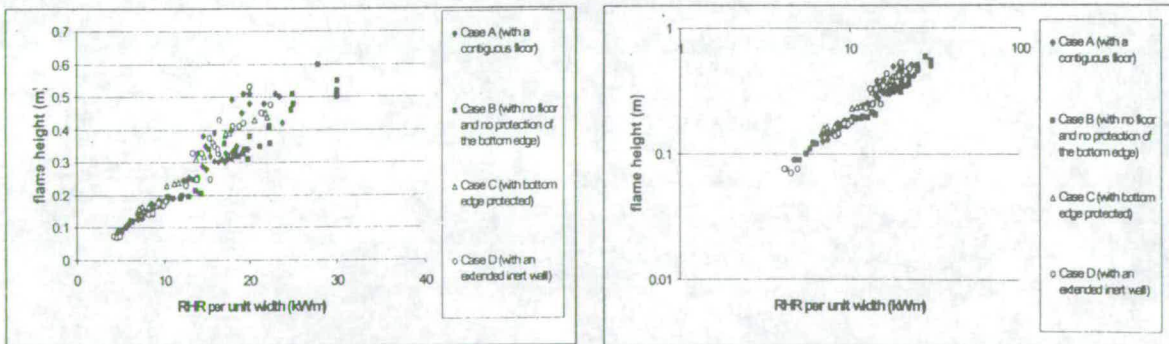 0.7
0.6
0.5
0.4
0.3
0.2
0.1
0
flame height (m)
0
10
20
30
40
RHR per unit width (kW/m)
Case A (with a
contiguous floor)
Case B (with no floor
and no protection of
the bottom edge)
Case C (with bottom
edge protected)
Case D (with an
extended inert wall)
1
0.1
0.01
flame height (m)
1
10
100
RHR per unit width (kW/m)
Case A (with a
contiguous floor)
Case B (with no floor
and no protection of
the bottom edge)
Case C (with bottom
edge protected)
Case D (with an
extended inert wall)